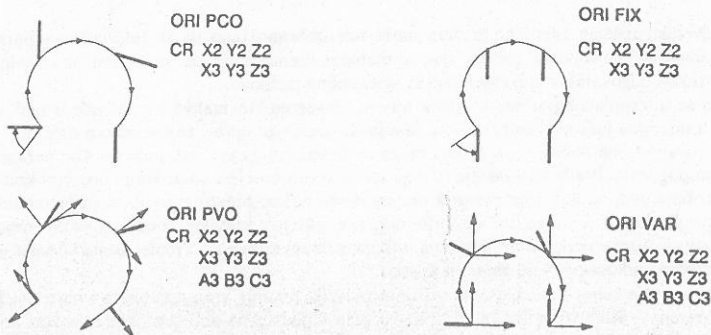 ORI PCO
CR X2 Y2 Z2
X3 Y3 Z3
ORI FIX
CR X2 Y2 Z2
X3 Y3 Z3
ORI PVO
CR X2 Y2 Z2
X3 Y3 Z3
A3 B3 C3
ORI VAR
CR X2 Y2 Z2
X3 Y3 Z3
A3 B3 C3